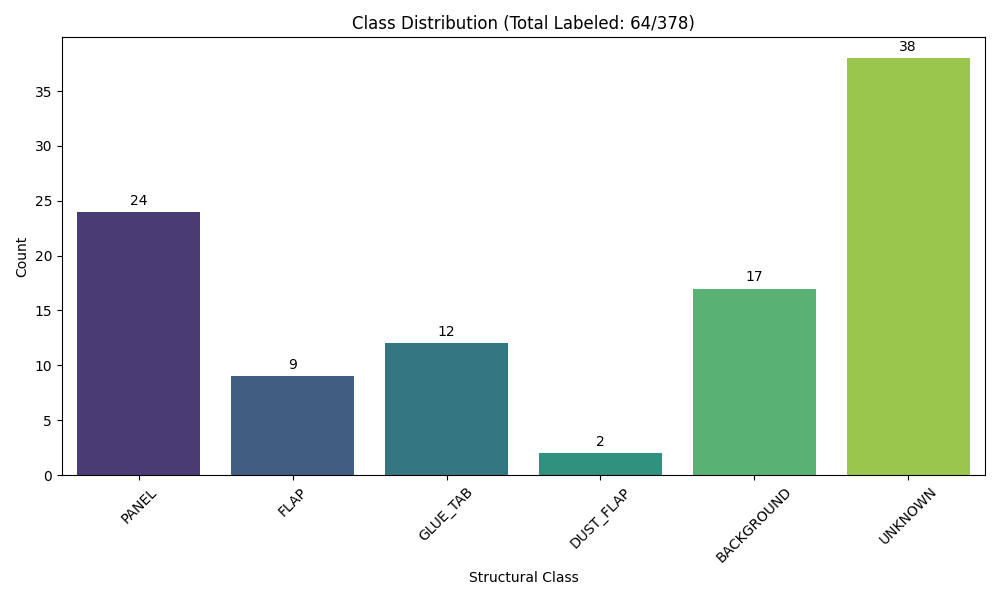 Class Distribution (Total Labeled: 64/378)
38
24
17
12
9
2
35
30
25
20
15
10
5
0
Count
PANEL
FLAP
GLUE_TAB
DUST_FLAP
BACKGROUND
UNKNOWN
Structural Class